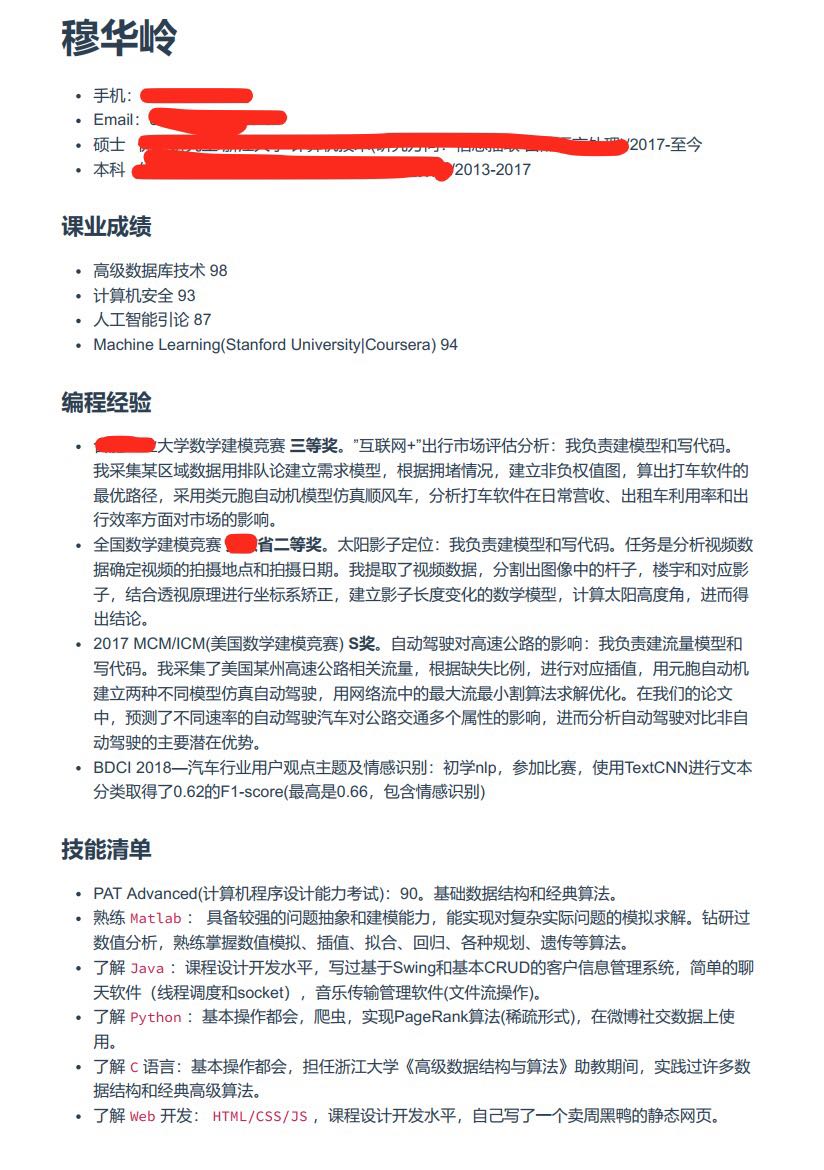 穆华岭
手机：
Email：
硕士 /2017-至今
本科 /2013-2017
课业成绩
高级数据库技术 98
计算机安全 93
人工智能引论 87
Machine Learning(Stanford University|Coursera) 94
编程经验
大学数学建模竞赛 三等奖。”互联网+”出行市场评估分析：我负责建模型和写代码。
我采集某区域数据用排队论建立需求模型，根据拥堵情况，建立非负权值图，算出打车软件的
最优路径，采用类元胞自动机模型仿真顺风车，分析打车软件在日常营收、出租车利用率和出
行效率方面对市场的影响。
全国数学建模竞赛 省二等奖。太阳影子定位：我负责建模型和写代码。任务是分析视频数
据确定视频的拍摄地点和拍摄日期。我提取了视频数据，分割出图像中的杆子，楼宇和对应影
子，结合透视原理进行坐标系矫正，建立影子长度变化的数学模型，计算太阳高度角，进而得
出结论。
2017 MCM/ICM(美国数学建模竞赛) S奖。自动驾驶对高速公路的影响：我负责建流量模型和
写代码。我采集了美国某州高速公路相关流量，根据缺失比例，进行对应插值，用元胞自动机
建立两种不同模型仿真自动驾驶，用网络流中的最大流最小割算法求解优化。在我们的论文
中，预测了不同速率的自动驾驶汽车对公路交通多个属性的影响，进而分析自动驾驶对比非自
动驾驶的主要潜在优势。
BDCI 2018—汽车行业用户观点主题及情感识别：初学nlp，参加比赛，使用TextCNN进行文本
分类取得了0.62的F1-score(最高是0.66，包含情感识别)
技能清单
PAT Advanced(计算机程序设计能力考试)：90。基础数据结构和经典算法。
熟练 Matlab ： 具备较强的问题抽象和建模能力，能实现对复杂实际问题的模拟求解。钻研过
数值分析，熟练掌握数值模拟、插值、拟合、回归、各种规划、遗传等算法。
了解 Java ：课程设计开发水平，写过基于Swing和基本CRUD的客户信息管理系统，简单的聊
天软件（线程调度和socket），音乐传输管理软件(文件流操作)。
了解 Python ：基本操作都会，爬虫，实现PageRank算法(稀疏形式)，在微博社交数据上使
用。
了解 C 语言：基本操作都会，担任浙江大学《高级数据结构与算法》助教期间，实践过许多数
据结构和经典高级算法。
了解 Web 开发： HTML/CSS/JS ，课程设计开发水平，自己写了一个卖周黑鸭的静态网页。